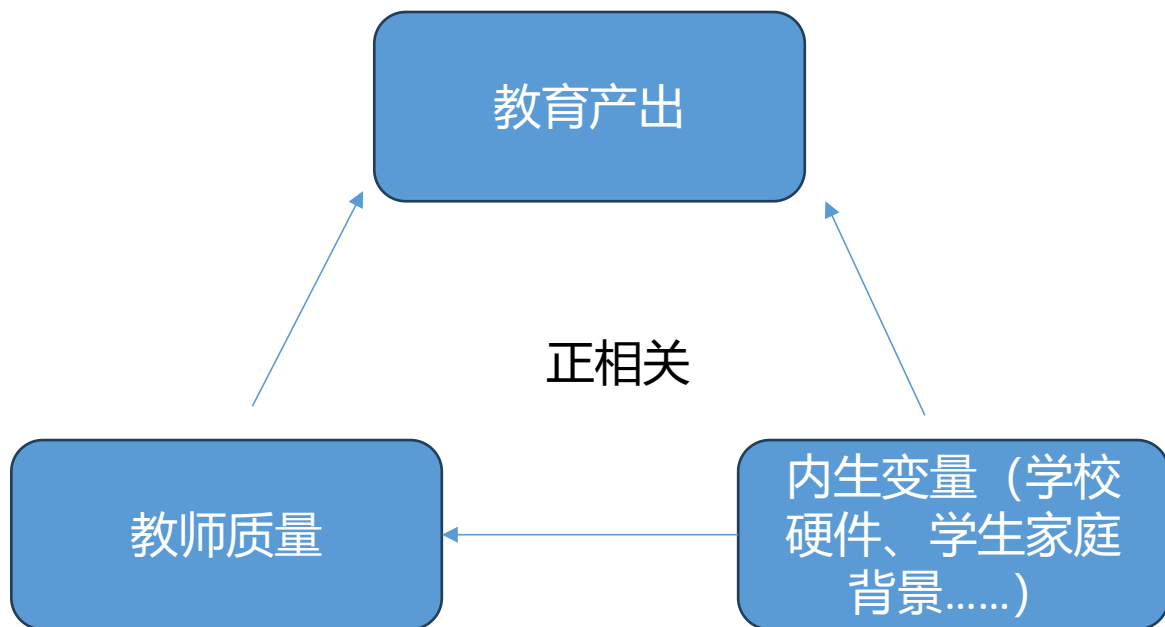 教育产出
正相关
教师质量
内生变量（学校
硬件、学生家庭
背景……）